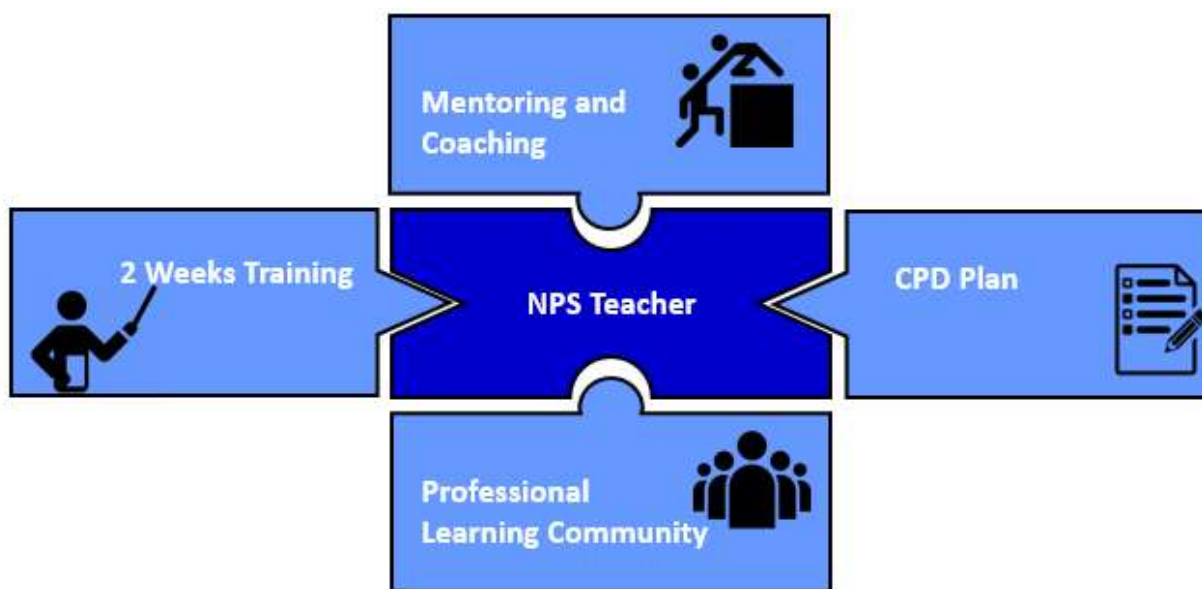 Mentoring and
Coaching
2 Weeks Training
NPS Teacher
CPD Plan
Professional
Learning Community